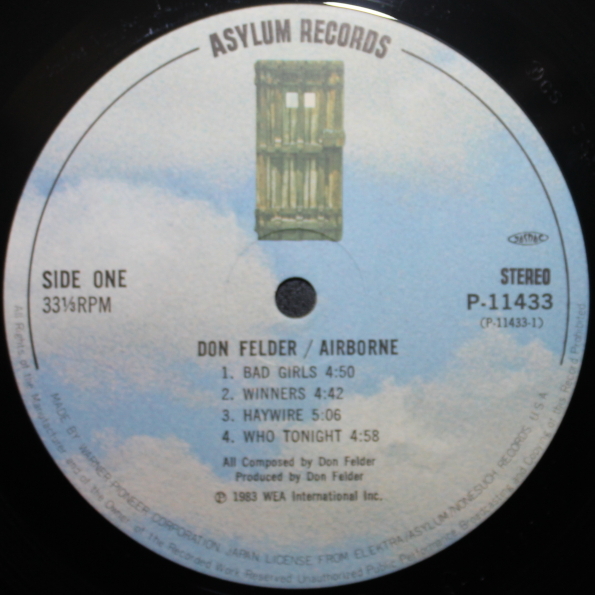 ASYLUM RECORDS
SIDE ONE
33⅓RPM
STEREO
P-11433
(P-11433-1)
DON FELDER / AIRBORNE
1. BAD GIRLS 4:50
2. WINNERS 4:42
3. HAYWIRE 5:06
4. WHO TONIGHT 4:58
All Composed by Don Felder
Produced by Don Felder
Ⓟ 1983 WEA International Inc.
MADE BY WARNER PIONEER CORPORATION, JAPAN. LICENSE FROM ELEKTRA/ASYLUM/NONESUCH RECORDS U.S.A.
All Rights of the Manufacturer and of the Owner of the Recorded Work Reserved Unauthorized Public Performance Broadcasting and Copying of this Record Prohibited